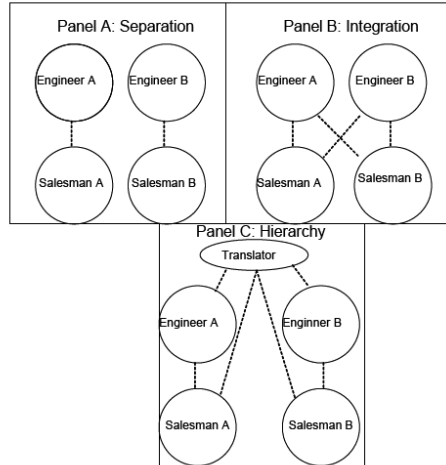 Panel A: Separation
Panel B: Integration
Engineer A
Engineer B
Engineer A
Engineer B
Salesman A
Salesman B
Salesman A
Salesman B
Panel C: Hierarchy
Translator
Engineer A
Enginner B
Salesman A
Salesman B